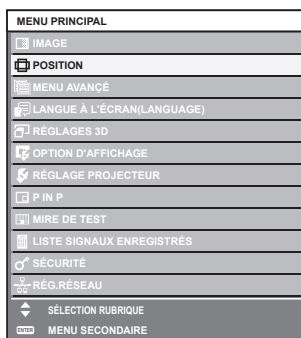 MENU PRINCIPAL
IMAGE
POSITION
MENU AVANÇÉ
LANGUE À L'ÉCRAN(LANGUAGE)
RÉGLAGES 3D
OPTION D'AFFICHAGE
RÉGLAGE PROJECTEUR
P IN P
MIRE DE TEST
LISTE SIGNAUX ENREGISTRÉS
SÉCURITÉ
RÉG.RÉSEAU
SÉLECTION RUBRIQUE
ENTER MENU SECONDAIRE